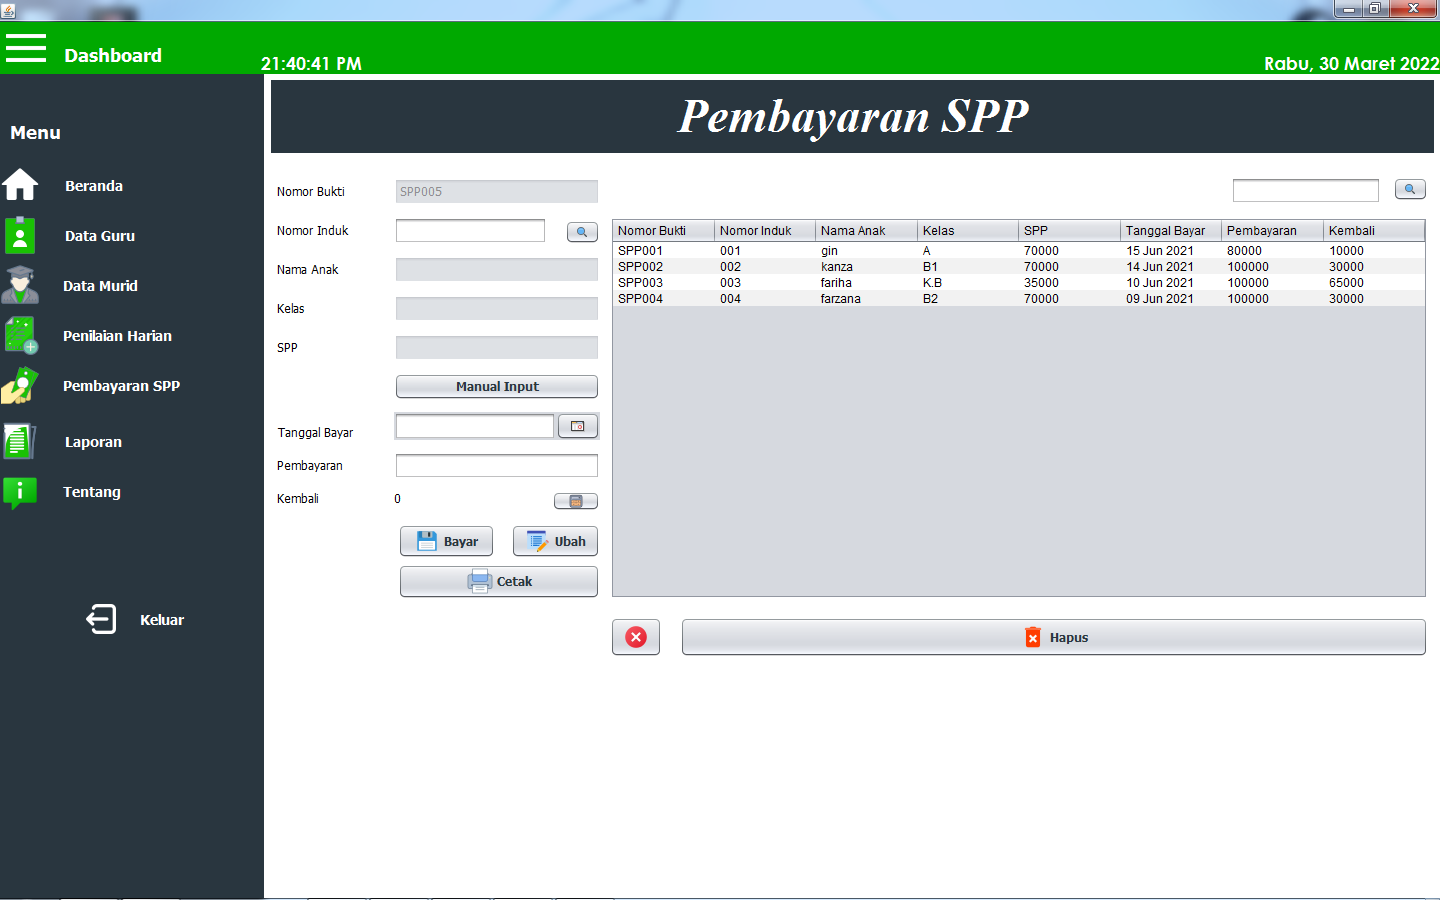 Dashboard
21:40:41 PM
Rabu, 30 Maret 2022
Menu
Beranda
Data Guru
Data Murid
Penilaian Harian
Pembayaran SPP
Laporan
Tentang
Keluar
Pembayaran SPP
Nomor Bukti SPP005
Nomor Induk
Nama Anak
Kelas
SPP
Manual Input
Tanggal Bayar
Pembayaran
Kembali 0
Bayar Ubah
Cetak
Nomor Bukti Nomor Induk Nama Anak Kelas SPP Tanggal Bayar Pembayaran Kembali
SPP001 001 gin A 70000 15 Jun 2021 80000 10000
SPP002 002 kanza B1 70000 14 Jun 2021 100000 30000
SPP003 003 fariha K.B 35000 10 Jun 2021 100000 65000
SPP004 004 farzana B2 70000 09 Jun 2021 100000 30000
Hapus